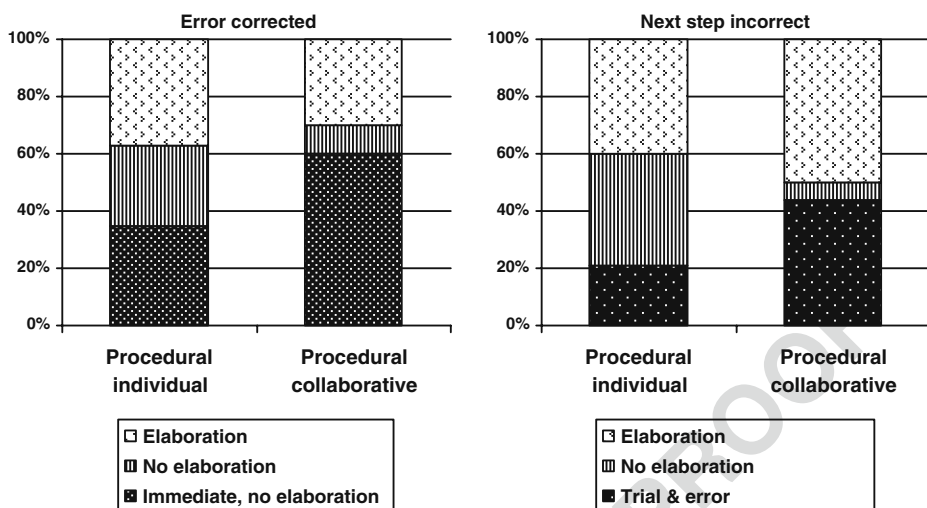 Error corrected
100%
80%
60%
40%
20%
0%
Procedural individual
Procedural collaborative
Elaboration
No elaboration
Immediate, no elaboration
Next step incorrect
100%
80%
60%
40%
20%
0%
Procedural individual
Procedural collaborative
Elaboration
No elaboration
Trial & error
PROOF